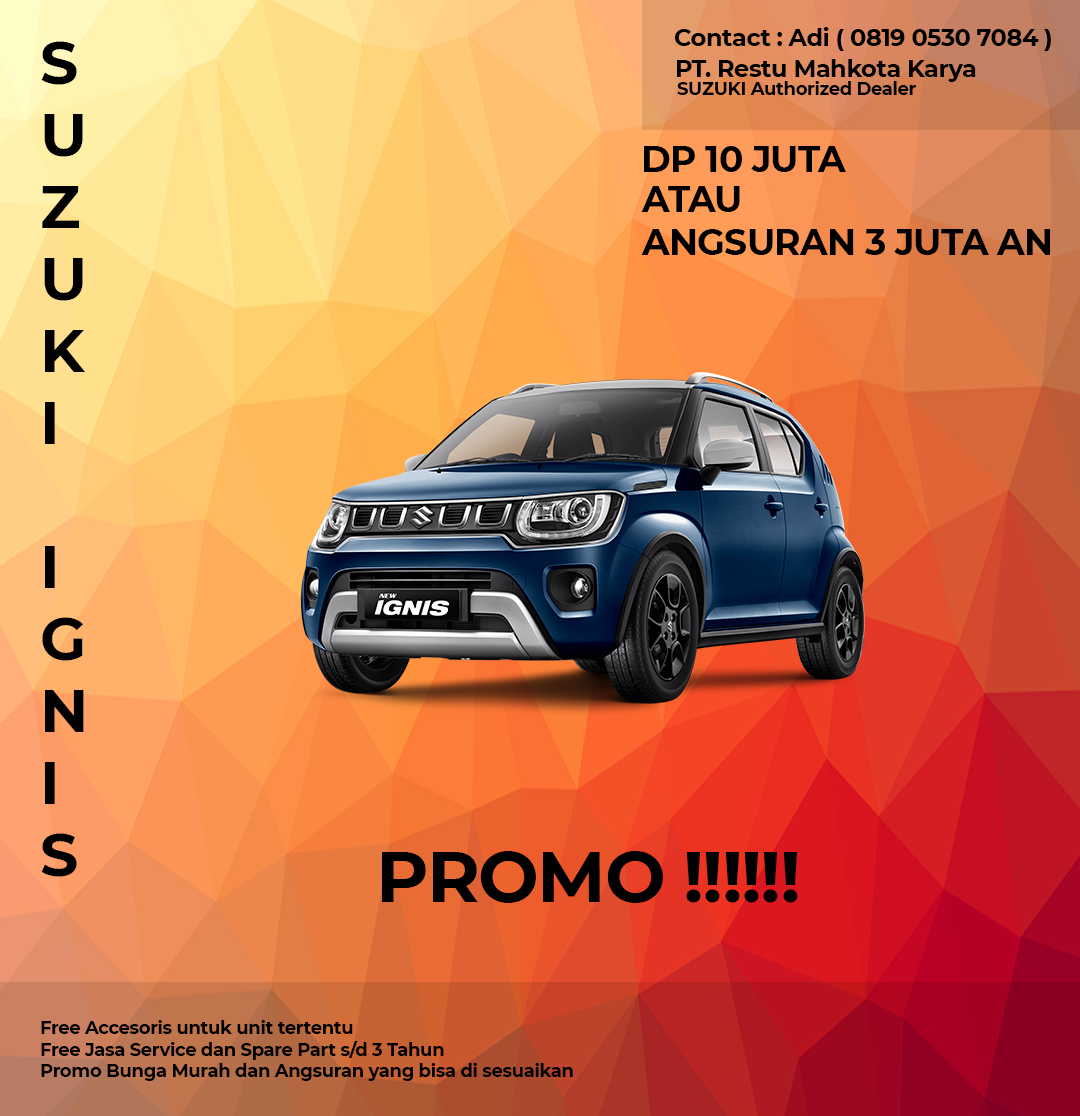 SUZUKI IGNIS
Contact : Adi ( 0819 0530 7084 )
PT. Restu Mahkota Karya
SUZUKI Authorized Dealer
DP 10 JUTA
ATAU
ANGSURAN 3 JUTA AN
NEW
IGNIS
PROMO !!!!!!
Free Accesoris untuk unit tertentu
Free Jasa Service dan Spare Part s/d 3 Tahun
Promo Bunga Murah dan Angsuran yang bisa di sesuaikan